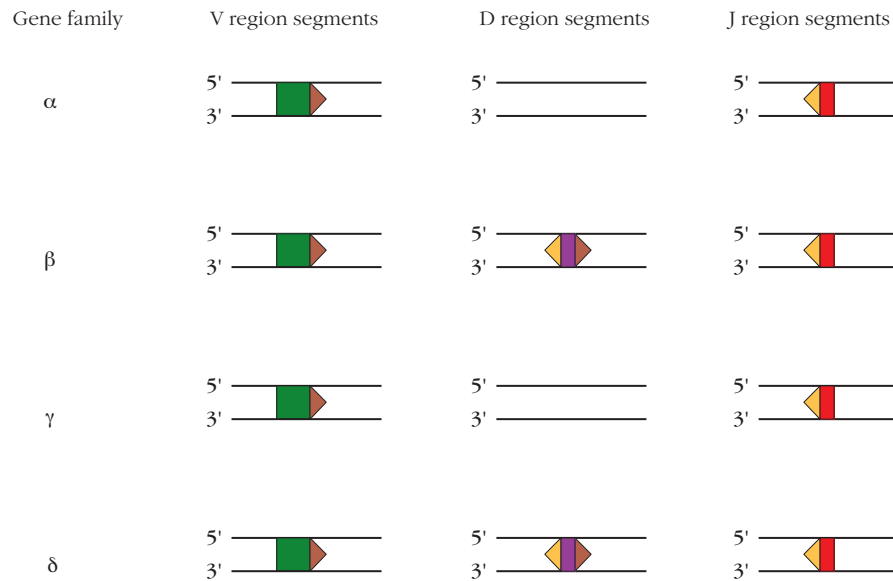 Gene family V region segments D region segments J region segments
5' 5' 5'
α
3' 3' 3'
5' 5' 5'
β
3' 3' 3'
5' 5' 5'
γ
3' 3' 3'
5' 5' 5'
δ
3' 3' 3'